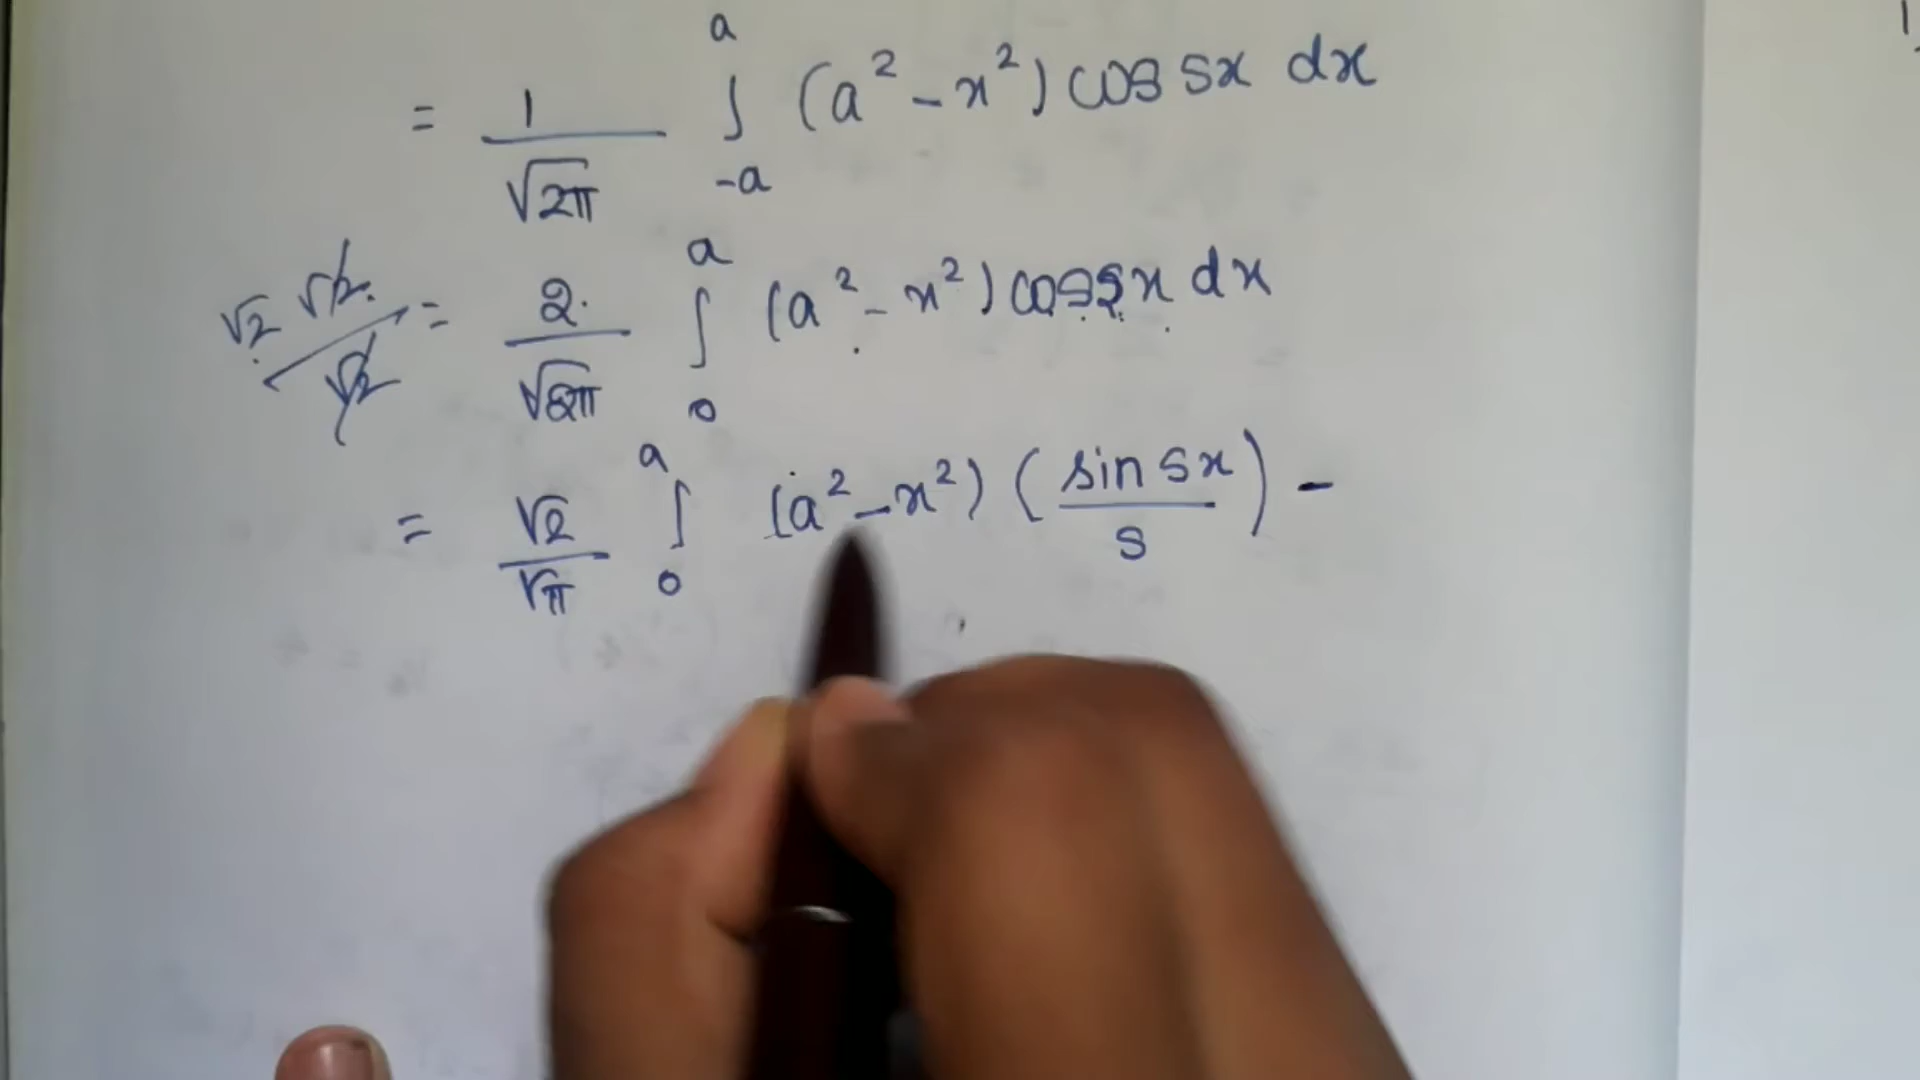 = 1/√2π ∫_{-a}^{a} (a² - x²) cos sx dx
√2 √2 / √2 = 2/√2π ∫_{0}^{a} (a² - x²) cos sx dx
= √2/√π ∫_{0}^{a} (a² - x²) (sin sx / s) -